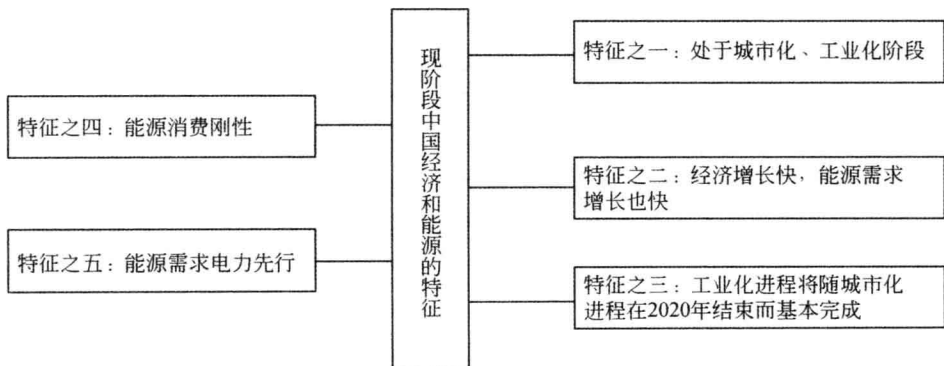 现阶段中国经济和能源的特征
特征之一：处于城市化、工业化阶段
特征之二：经济增长快，能源需求
增长也快
特征之三：工业化进程将随城市化
进程在2020年结束而基本完成
特征之四：能源消费刚性
特征之五：能源需求电力先行